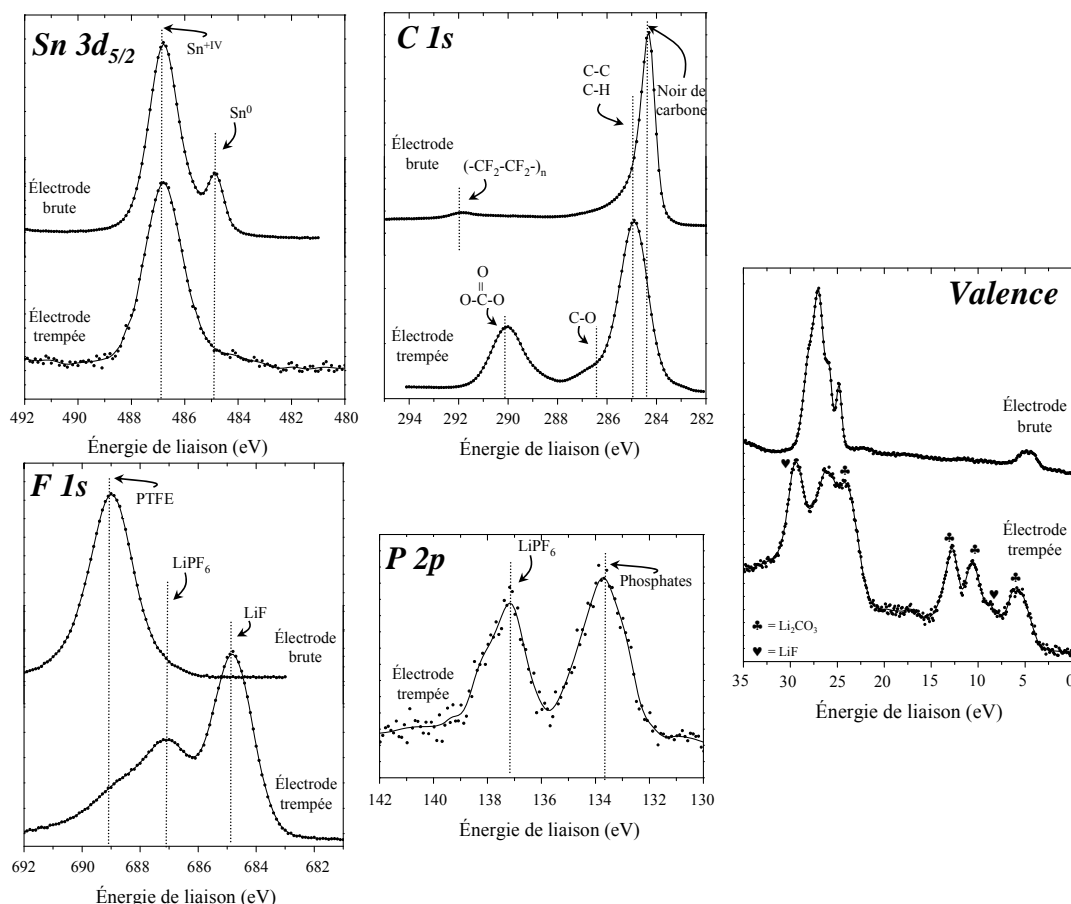 Sn 3d5/2
Sn+IV
Sn0
Électrode
brute
Électrode
trempée
492 490 488 486 484 482 480
Énergie de liaison (eV)
C 1s
C-C
C-H
Noir de
carbone
Électrode
brute
(-CF2-CF2-)n
O
=
O-C-O
C-O
Électrode
trempée
295 294 292 290 288 286 284 282
Énergie de liaison (eV)
Valence
Électrode
brute
Électrode
trempée
♥
♣
♣
♣
♥
♣
♣ = Li2CO3
♥ = LiF
35 30 25 20 15 10 5 0
Énergie de liaison (eV)
F 1s
PTFE
LiPF6
LiF
Électrode
brute
Électrode
trempée
692 690 688 686 684 682
Énergie de liaison (eV)
P 2p
LiPF6
Phosphates
Électrode
trempée
142 140 137 136 134 132 130
Énergie de liaison (eV)